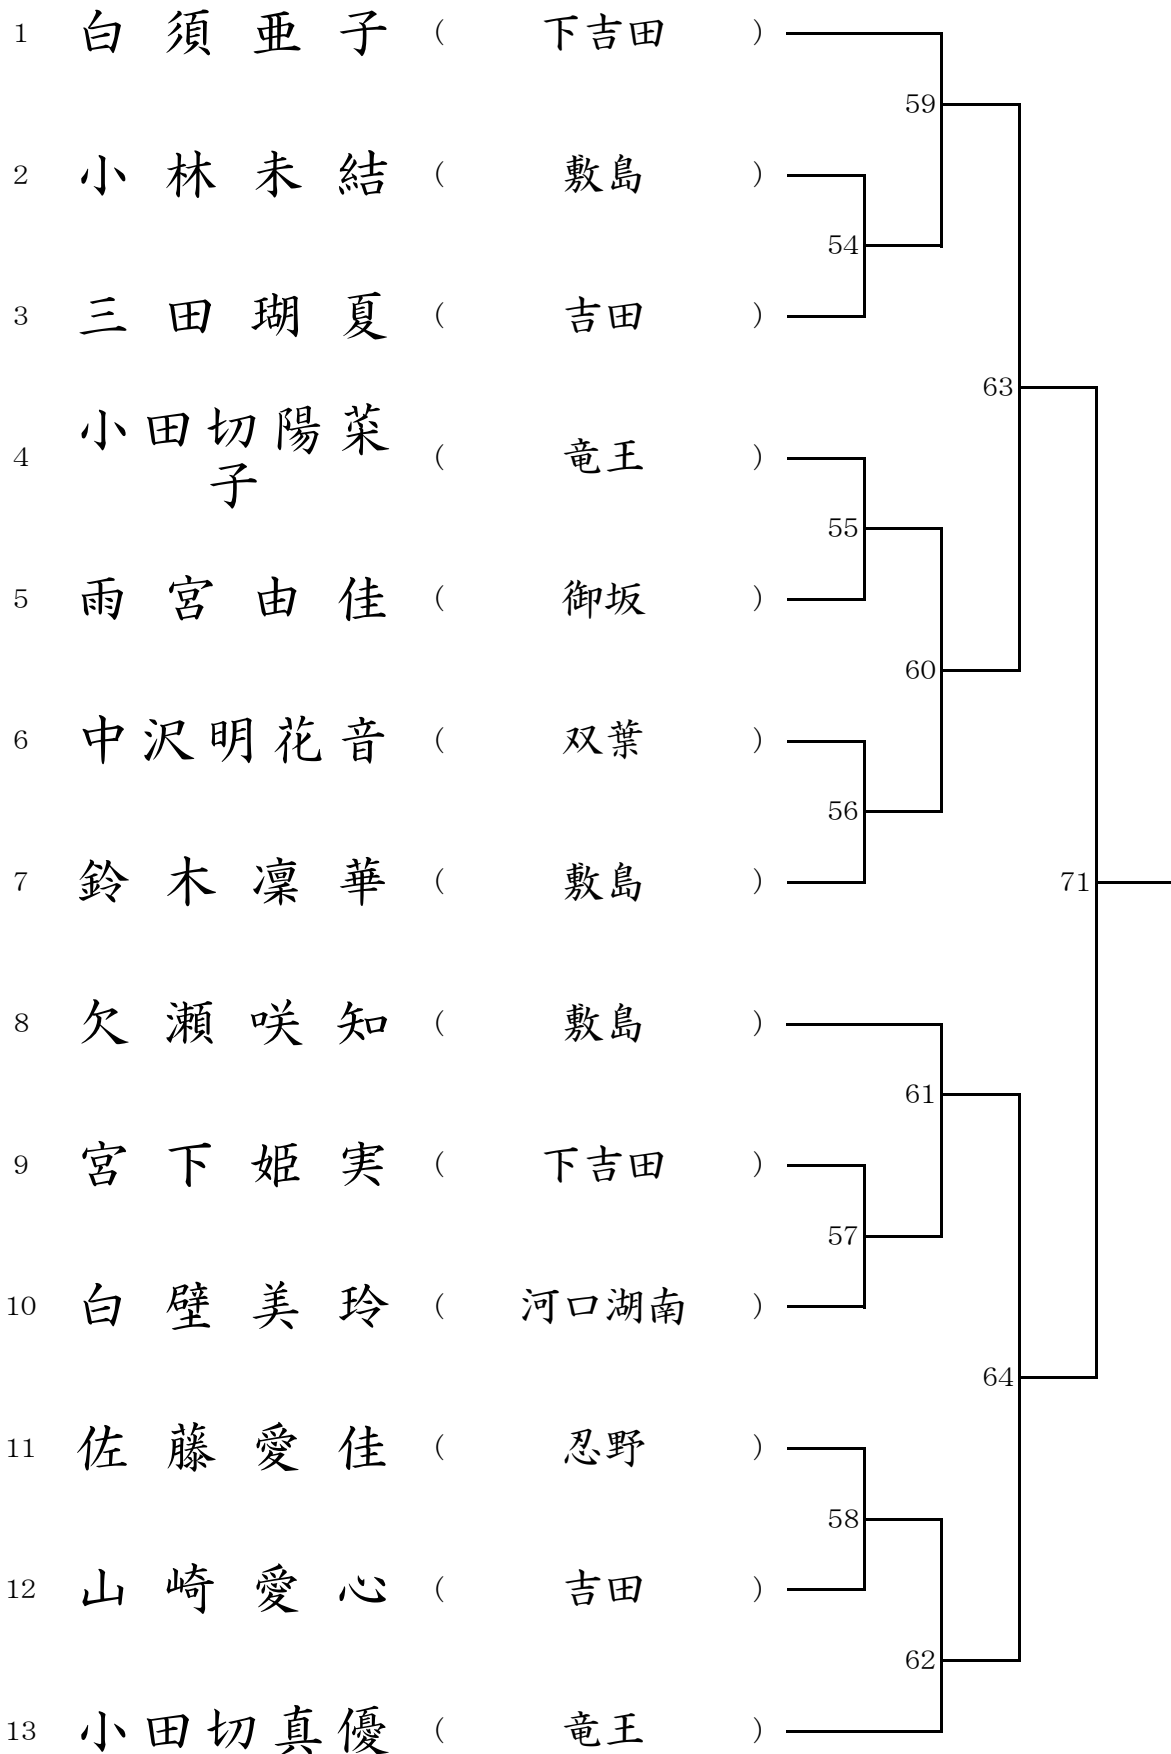 1 白須亜子 ( 下吉田 )
59
2 小林未結 ( 敷島 )
54
3 三田瑚夏 ( 吉田 )
63
4 小田切陽菜子 ( 竜王 )
55
5 雨宮由佳 ( 御坂 )
60
6 中沢明花音 ( 双葉 )
56
7 鈴木凜華 ( 敷島 )
71
8 欠瀬咲知 ( 敷島 )
61
9 宮下姫実 ( 下吉田 )
57
10 白壁美玲 ( 河口湖南 )
64
11 佐藤愛佳 ( 忍野 )
58
12 山崎愛心 ( 吉田 )
62
13 小田切真優 ( 竜王 )